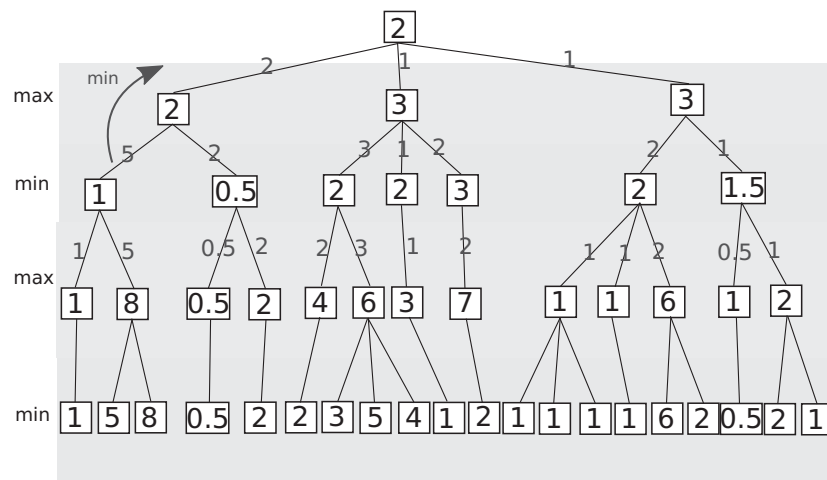 2
2 1 1
min
max 2 3 3
5 2 3 1 2 2 1
min 1 0.5 2 2 3 2 1.5
1 5 0.5 2 2 3 1 2 1 1 2 0.5 1
max 1 8 0.5 2 4 6 3 7 1 1 6 1 2
min 1 5 8 0.5 2 2 3 5 4 1 2 1 1 1 1 6 2 0.5 2 1